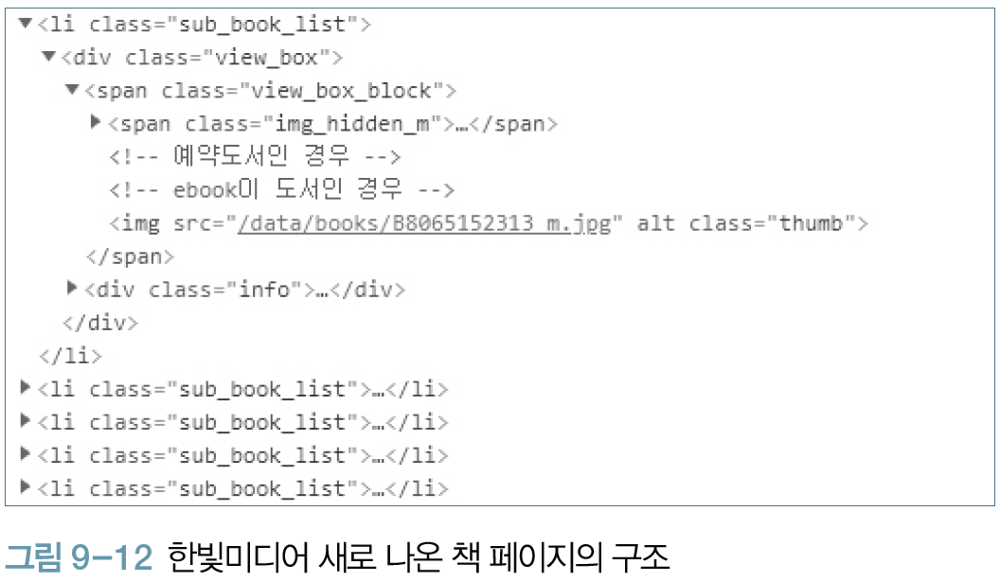 ▼<li class="sub_book_list">
▼<div class="view_box">
▼<span class="view_box_block">
▶<span class="img_hidden_m">…</span>
<!-- 예약도서인 경우 -->
<!-- ebook이 도서인 경우 -->
<img src="/data/books/B8065152313_m.jpg" alt class="thumb">
</span>
▶<div class="info">…</div>
</div>
</li>
▶<li class="sub_book_list">…</li>
▶<li class="sub_book_list">…</li>
▶<li class="sub_book_list">…</li>
▶<li class="sub_book_list">…</li>
그림 9-12 한빛미디어 새로 나온 책 페이지의 구조